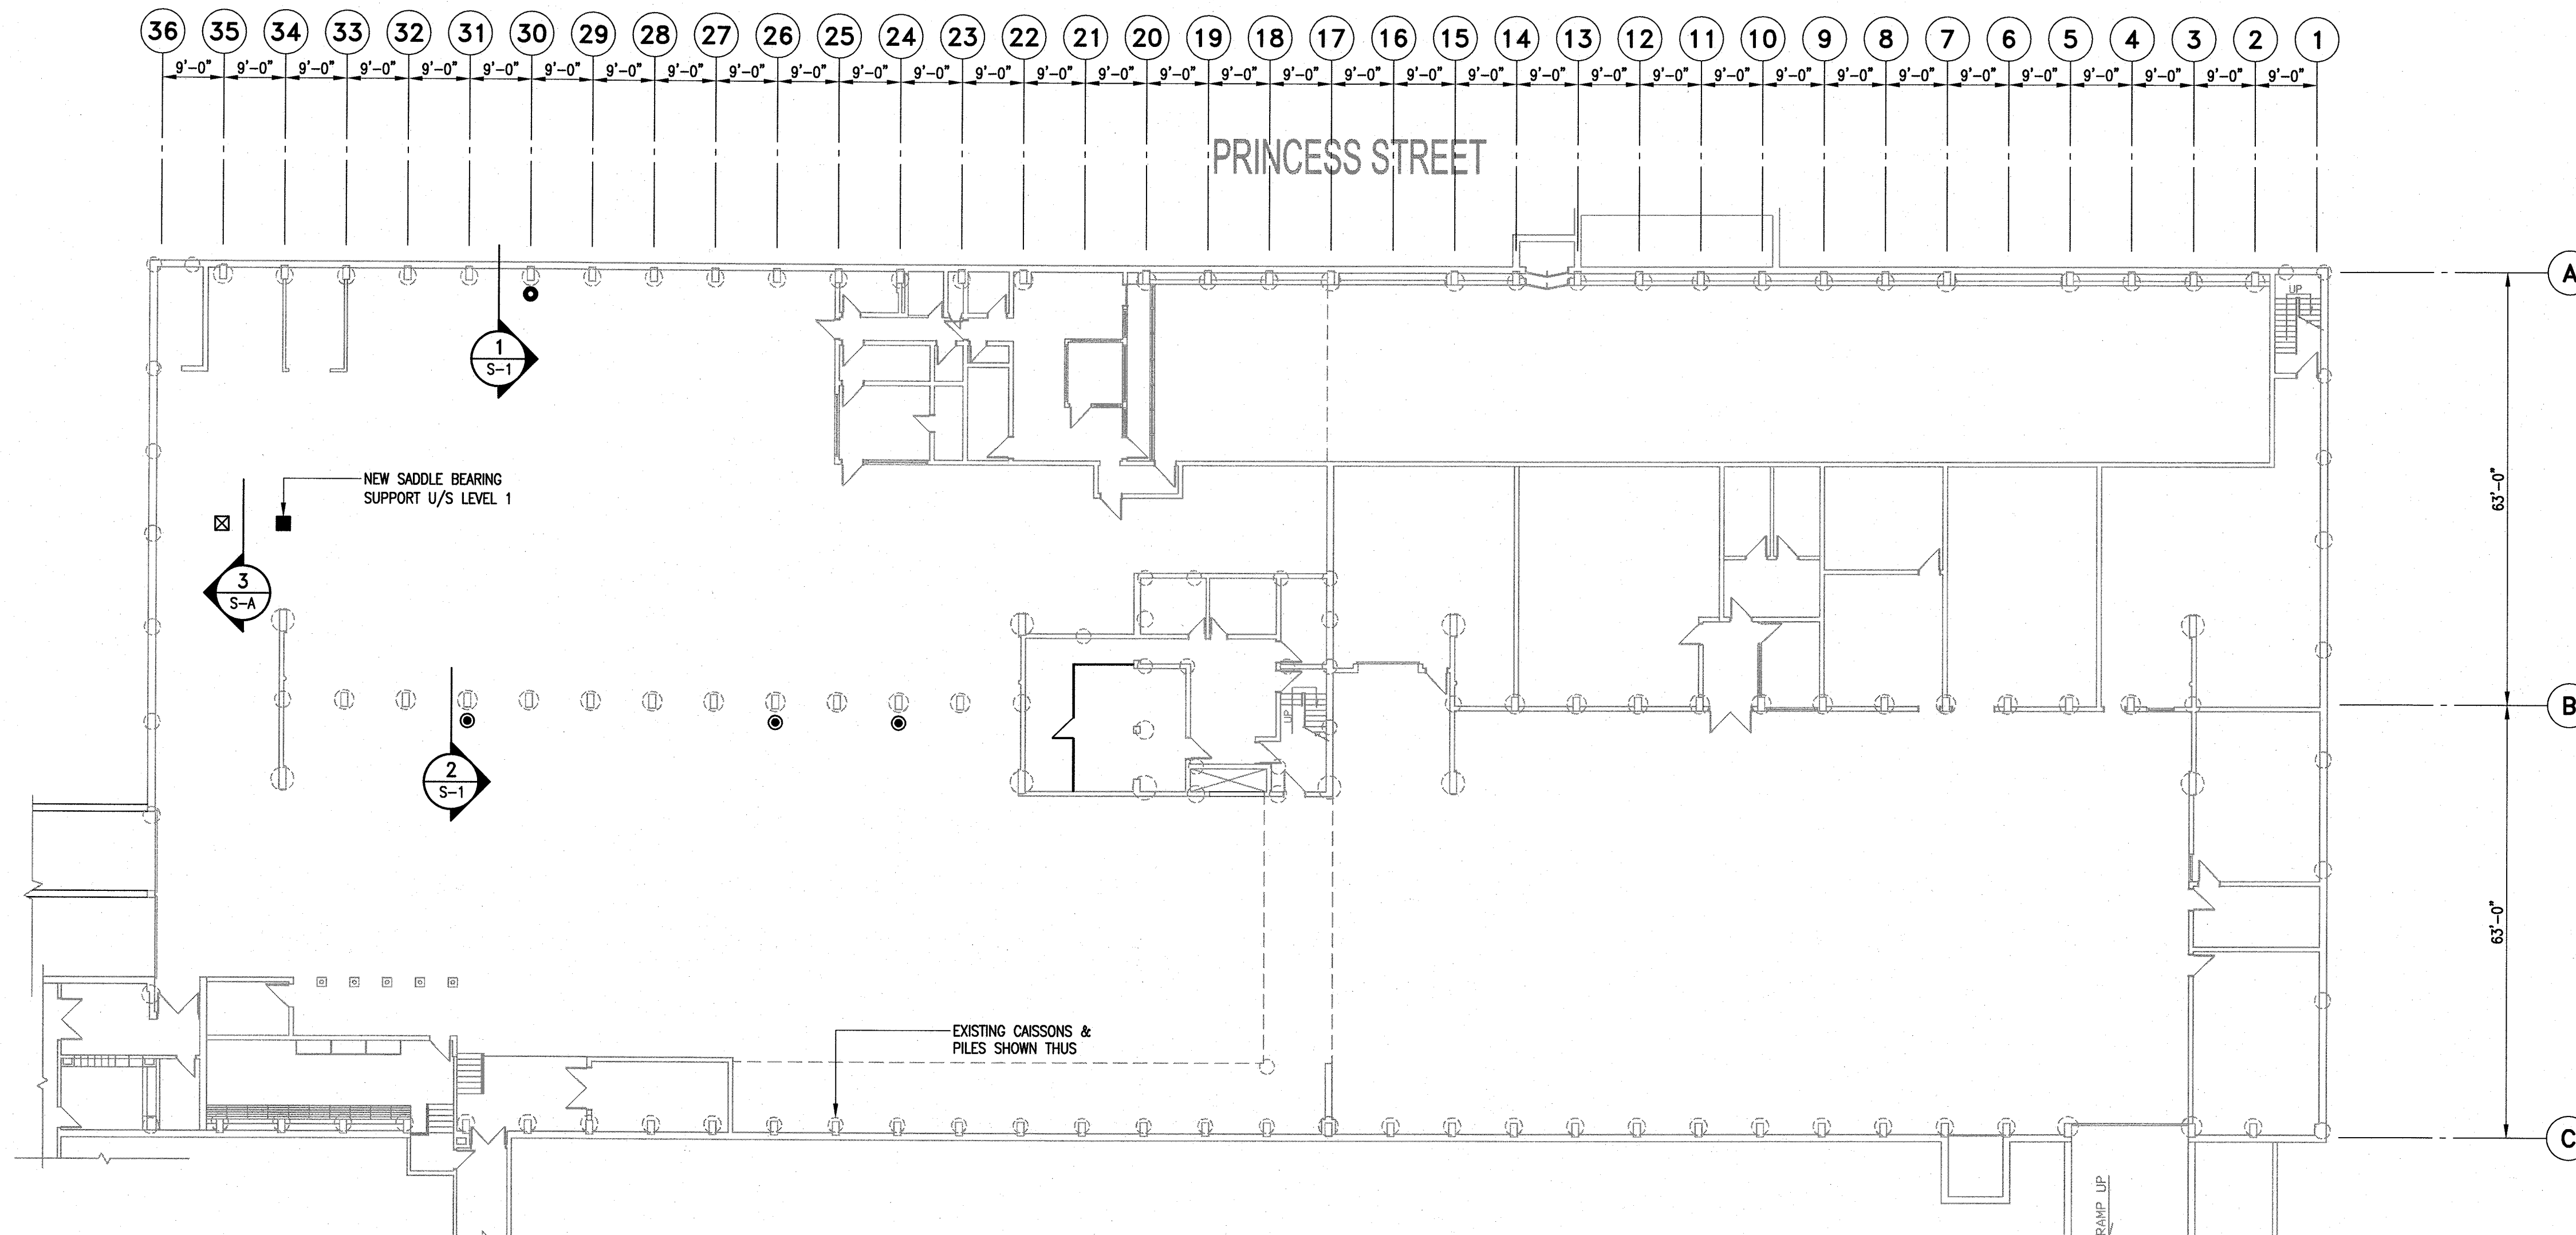 36 35 34 33 32 31 30 29 28 27 26 25 24 23 22 21 20 19 18 17 16 15 14 13 12 11 10 9 8 7 6 5 4 3 2 1
9'-0" 9'-0" 9'-0" 9'-0" 9'-0" 9'-0" 9'-0" 9'-0" 9'-0" 9'-0" 9'-0" 9'-0" 9'-0" 9'-0" 9'-0" 9'-0" 9'-0" 9'-0" 9'-0" 9'-0" 9'-0" 9'-0" 9'-0" 9'-0" 9'-0" 9'-0" 9'-0" 9'-0" 9'-0" 9'-0" 9'-0" 9'-0" 9'-0" 9'-0" 9'-0"
PRINCESS STREET
A
UP
1
S-1
NEW SADDLE BEARING
SUPPORT U/S LEVEL 1
63'-0"
3
S-A
B
UP
2
S-1
63'-0"
EXISTING CAISSONS &
PILES SHOWN THUS
C
RAMP UP